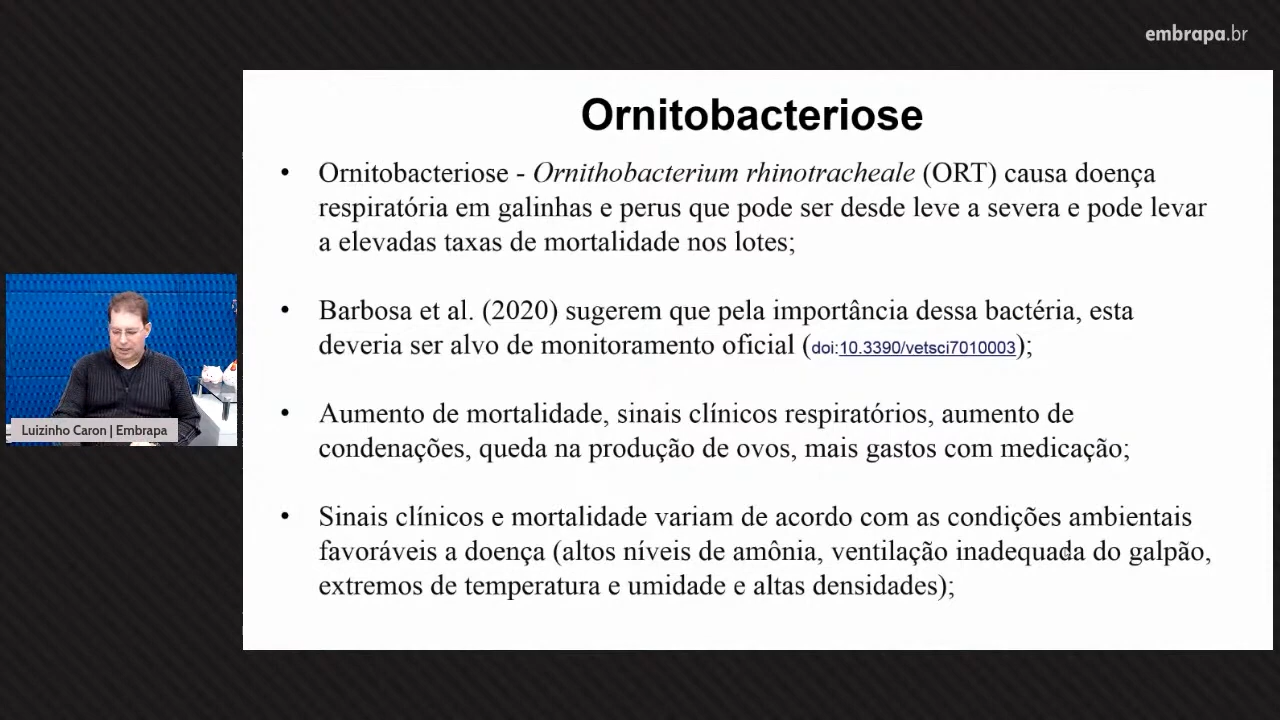 embrapa.br
Ornitobacteriose
• Ornitobacteriose - Ornithobacterium rhinotracheale (ORT) causa doença
respiratória em galinhas e perus que pode ser desde leve a severa e pode levar
a elevadas taxas de mortalidade nos lotes;
• Barbosa et al. (2020) sugerem que pela importância dessa bactéria, esta
deveria ser alvo de monitoramento oficial (doi:10.3390/vetsci7010003);
• Aumento de mortalidade, sinais clínicos respiratórios, aumento de
condenações, queda na produção de ovos, mais gastos com medicação;
• Sinais clínicos e mortalidade variam de acordo com as condições ambientais
favoráveis a doença (altos níveis de amônia, ventilação inadequada do galpão,
extremos de temperatura e umidade e altas densidades);
Luizinho Caron | Embrapa